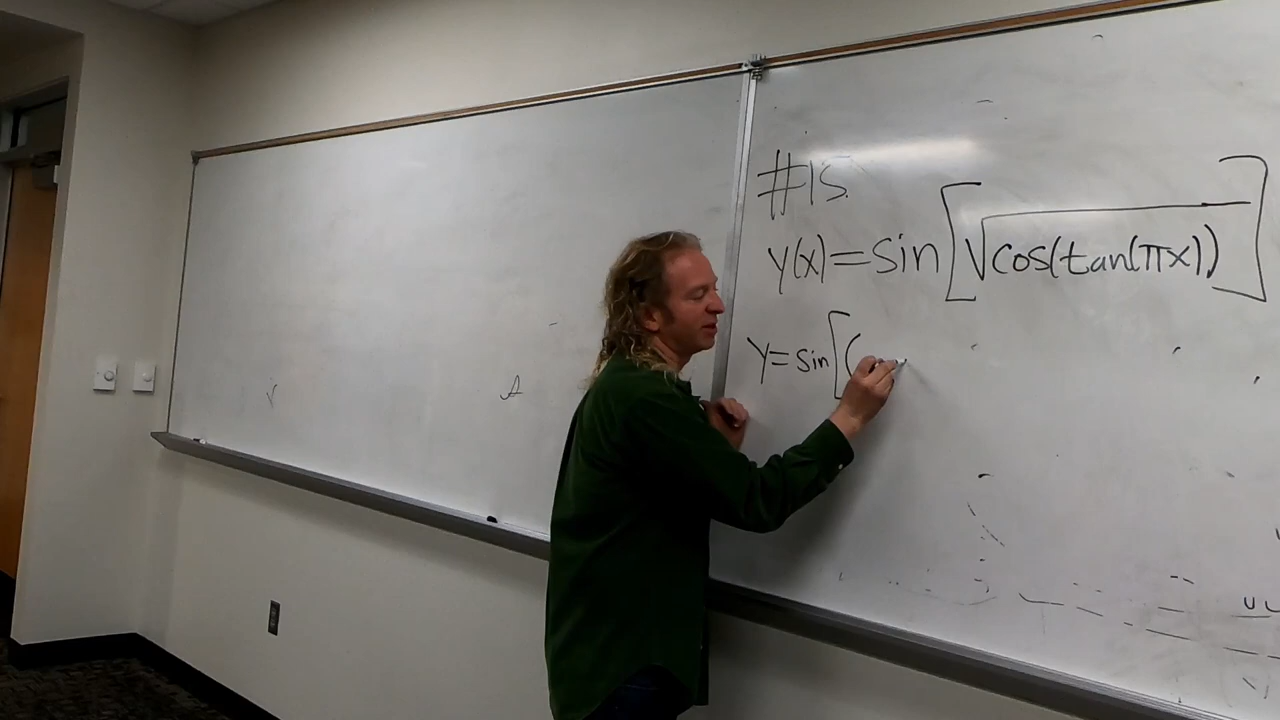 #15.
y(x)=sin[√cos(tan(πx))]
y=sin[(